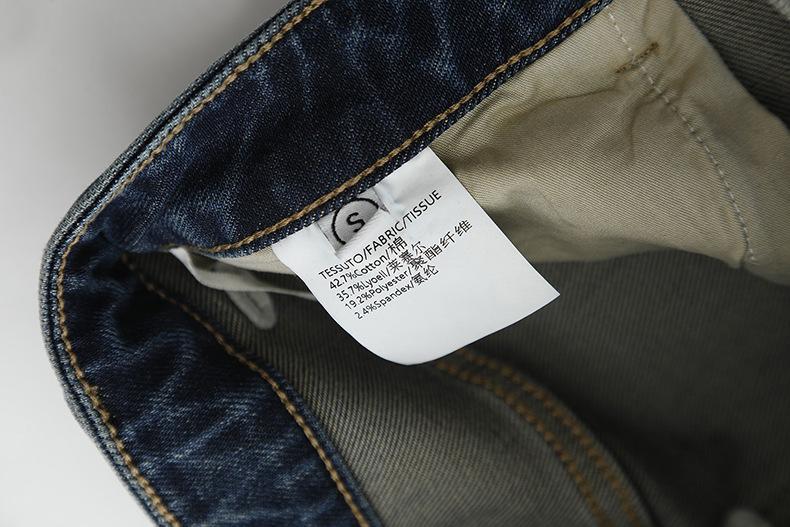 S
TESSUTO/FABRIC/TISSUE
42.7%Cotton/棉
35.7%Lyoell/莱赛尔
19.2%Polyester/聚酯纤维
2.4%Spandex/氨纶